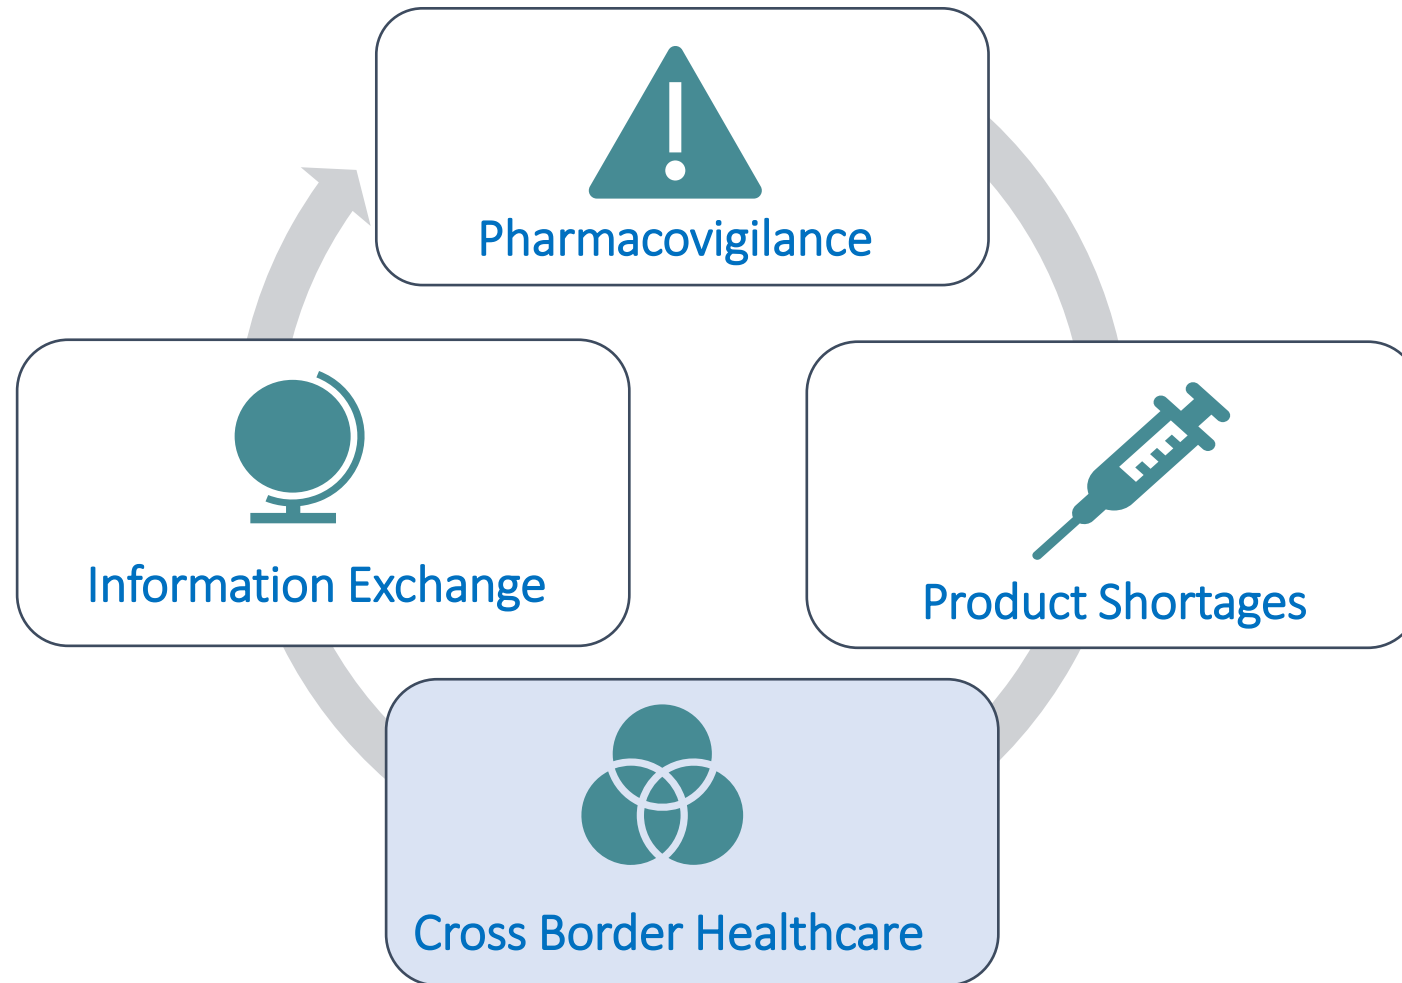 Pharmacovigilance
Information Exchange
Product Shortages
Cross Border Healthcare